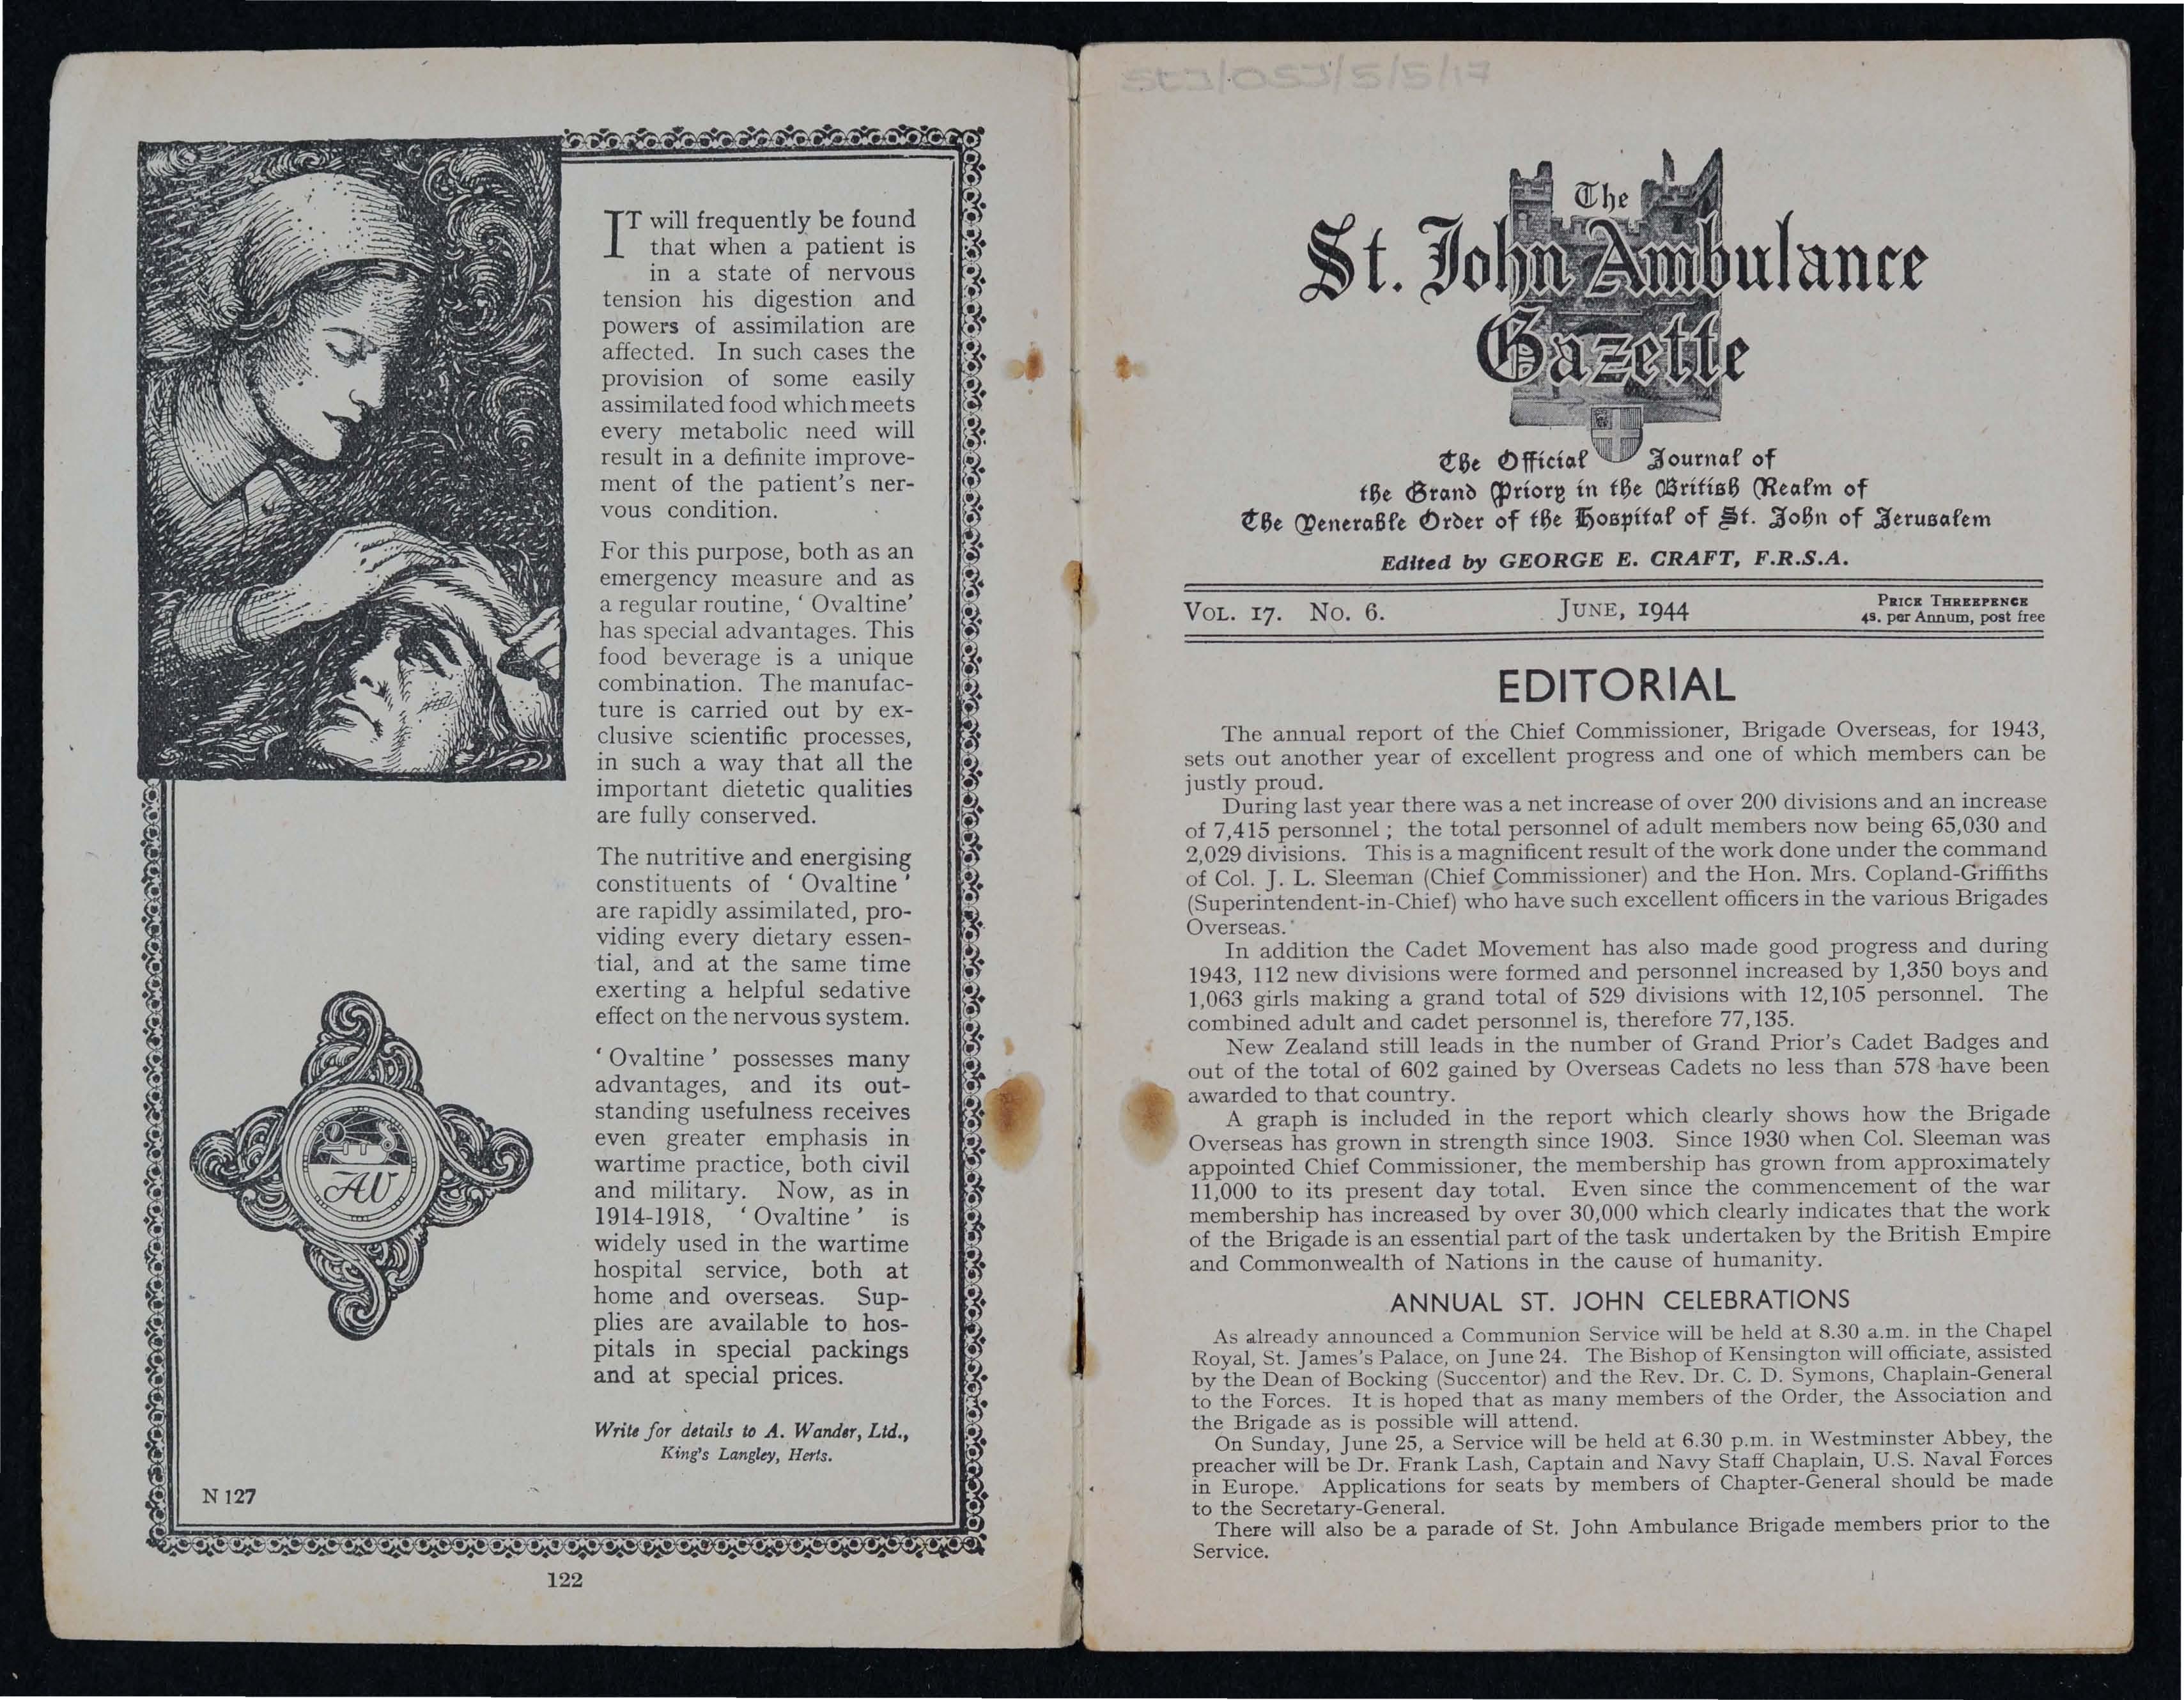 IT will frequently be found
that when a patient is
in a state of nervous
tension his digestion and
powers of assimilation are
affected. In such cases the
provision of some easily
assimilated food which meets
every metabolic need will
result in a definite improve-
ment of the patient's ner-
vous condition.
For this purpose, both as an
emergency measure and as
a regular routine, ' Ovaltine'
has special advantages. This
food beverage is a unique
combination. The manufac-
ture is carried out by ex-
clusive scientific processes,
in such a way that all the
important dietetic qualities
are fully conserved.
The nutritive and energising
constituents of ' Ovaltine '
are rapidly assimilated, pro-
viding every dietary essen-
tial, and at the same time
exerting a helpful sedative
effect on the nervous system.
' Ovaltine ' possesses many
advantages, and its out-
standing usefulness receives
even greater emphasis in
wartime practice, both civil
and military. Now, as in
1914-1918, ' Ovaltine ' is
widely used in the wartime
hospital service, both at
home and overseas. Sup-
plies are available to hos-
pitals in special packings
and at special prices.
Write for details to A. Wander, Ltd.,
King's Langley, Herts.
AW
N 127
122
StJ/OSJ/5/5/17
The
St. John Ambulance
Gazette
The Official Journal of
the Grand Priory in the British Realm of
The Venerable Order of the Hospital of St. John of Jerusalem
Edited by GEORGE E. CRAFT, F.R.S.A.
VOL. 17. NO. 6. JUNE, 1944 PRICE THREEPENCE
4s. per Annum, post free
EDITORIAL
The annual report of the Chief Commissioner, Brigade Overseas, for 1943,
sets out another year of excellent progress and one of which members can be
justly proud.
During last year there was a net increase of over 200 divisions and an increase
of 7,415 personnel ; the total personnel of adult members now being 65,030 and
2,029 divisions. This is a magnificent result of the work done under the command
of Col. J. L. Sleeman (Chief Commissioner) and the Hon. Mrs. Copland-Griffiths
(Superintendent-in-Chief) who have such excellent officers in the various Brigades
Overseas.
In addition the Cadet Movement has also made good progress and during
1943, 112 new divisions were formed and personnel increased by 1,350 boys and
1,063 girls making a grand total of 529 divisions with 12,105 personnel. The
combined adult and cadet personnel is, therefore 77,135.
New Zealand still leads in the number of Grand Prior's Cadet Badges and
out of the total of 602 gained by Overseas Cadets no less than 578 have been
awarded to that country.
A graph is included in the report which clearly shows how the Brigade
Overseas has grown in strength since 1903. Since 1930 when Col. Sleeman was
appointed Chief Commissioner, the membership has grown from approximately
11,000 to its present day total. Even since the commencement of the war
membership has increased by over 30,000 which clearly indicates that the work
of the Brigade is an essential part of the task undertaken by the British Empire
and Commonwealth of Nations in the cause of humanity.
ANNUAL ST. JOHN CELEBRATIONS
As already announced a Communion Service will be held at 8.30 a.m. in the Chapel
Royal, St. James's Palace, on June 24. The Bishop of Kensington will officiate, assisted
by the Dean of Bocking (Succentor) and the Rev. Dr. C. D. Symons, Chaplain-General
to the Forces. It is hoped that as many members of the Order, the Association and
the Brigade as is possible will attend.
On Sunday, June 25, a Service will be held at 6.30 p.m. in Westminster Abbey, the
preacher will be Dr. Frank Lash, Captain and Navy Staff Chaplain, U.S. Naval Forces
in Europe. Applications for seats by members of Chapter-General should be made
to the Secretary-General.
There will also be a parade of St. John Ambulance Brigade members prior to the
Service.